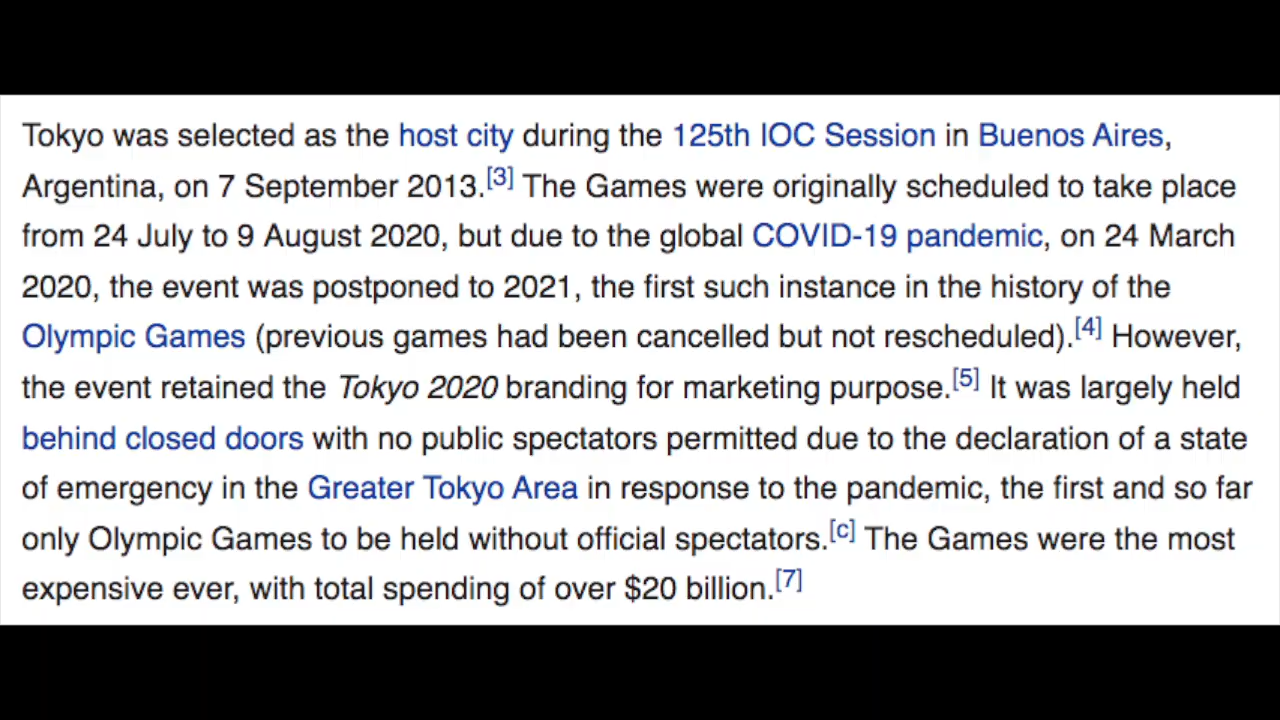 Tokyo was selected as the host city during the 125th IOC Session in Buenos Aires,
Argentina, on 7 September 2013.[3] The Games were originally scheduled to take place
from 24 July to 9 August 2020, but due to the global COVID-19 pandemic, on 24 March
2020, the event was postponed to 2021, the first such instance in the history of the
Olympic Games (previous games had been cancelled but not rescheduled).[4] However,
the event retained the Tokyo 2020 branding for marketing purpose.[5] It was largely held
behind closed doors with no public spectators permitted due to the declaration of a state
of emergency in the Greater Tokyo Area in response to the pandemic, the first and so far
only Olympic Games to be held without official spectators.[c] The Games were the most
expensive ever, with total spending of over $20 billion.[7]